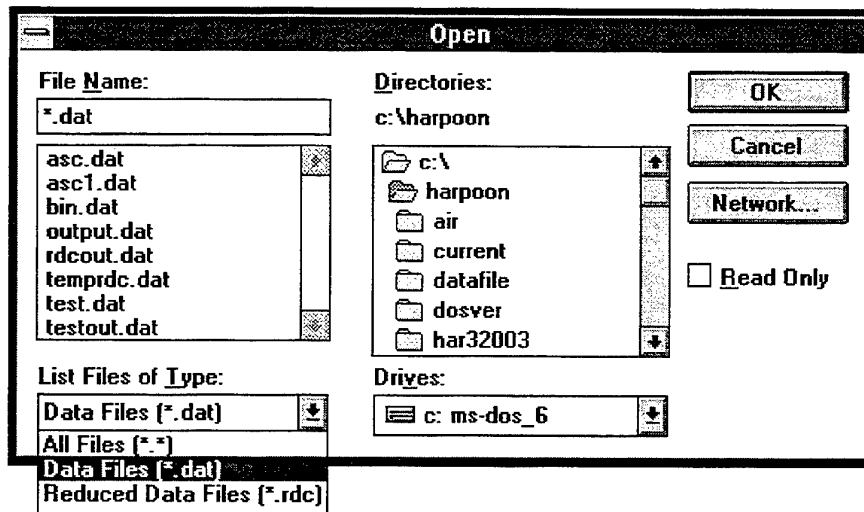 Open
File Name:
*.dat
asc.dat
asc1.dat
bin.dat
output.dat
rdcout.dat
temprdc.dat
test.dat
testout.dat
List Files of Type:
Data Files (*.dat)
All Files (*.*)
Data Files (*.dat)
Reduced Data Files (*.rdc)
Directories:
c:\harpoon
c:\
harpoon
air
current
datafile
dosver
har32003
Drives:
c: ms-dos_6
OK
Cancel
Network...
Read Only